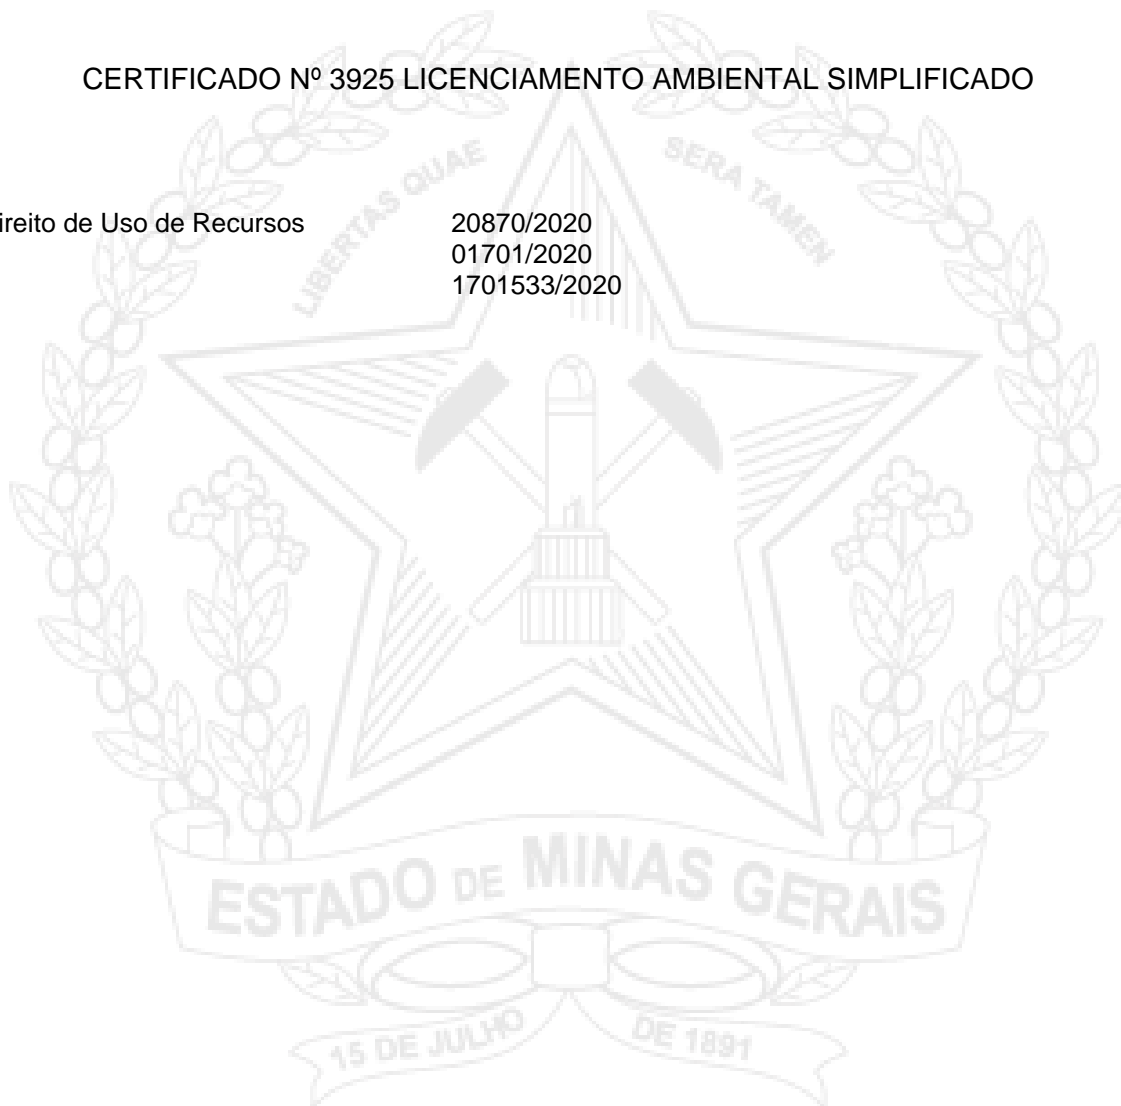 CERTIFICADO Nº 3925 LICENCIAMENTO AMBIENTAL SIMPLIFICADO
LIBERTAS QUAE SERA TAMEN
ireito de Uso de Recursos 20870/2020
01701/2020
1701533/2020
ESTADO DE MINAS GERAIS
15 DE JULHO DE 1891